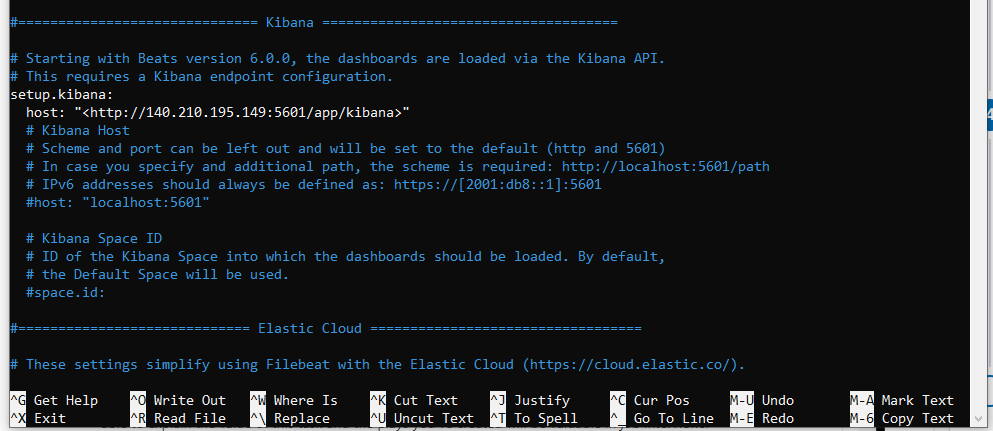 #============================== Kibana =====================================
# Starting with Beats version 6.0.0, the dashboards are loaded via the Kibana API.
# This requires a Kibana endpoint configuration.
setup.kibana:
  host: "<http://140.210.195.149:5601/app/kibana>"
  # Kibana Host
  # Scheme and port can be left out and will be set to the default (http and 5601)
  # In case you specify and additional path, the scheme is required: http://localhost:5601/path
  # IPv6 addresses should always be defined as: https://[2001:db8::1]:5601
  #host: "localhost:5601"
  # Kibana Space ID
  # ID of the Kibana Space into which the dashboards should be loaded. By default,
  # the Default Space will be used.
  #space.id:
#============================= Elastic Cloud ==================================
# These settings simplify using Filebeat with the Elastic Cloud (https://cloud.elastic.co/).
^G Get Help ^O Write Out ^W Where Is ^K Cut Text ^J Justify ^C Cur Pos M-U Undo M-A Mark Text
^X Exit ^R Read File ^\ Replace ^U Uncut Text ^T To Spell ^_ Go To Line M-E Redo M-6 Copy Text